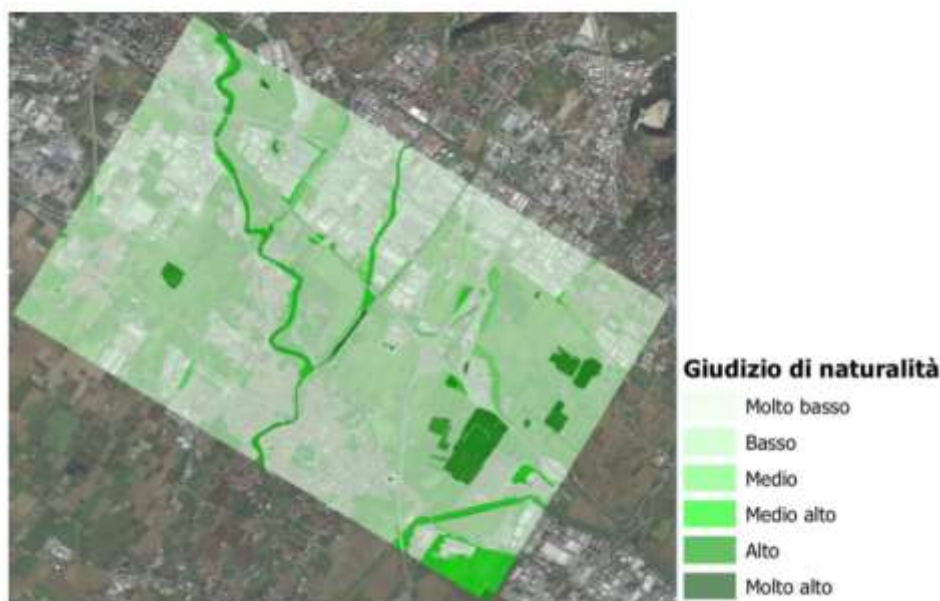 Giudizio di naturalità
Molto basso
Basso
Medio
Medio alto
Alto
Molto alto